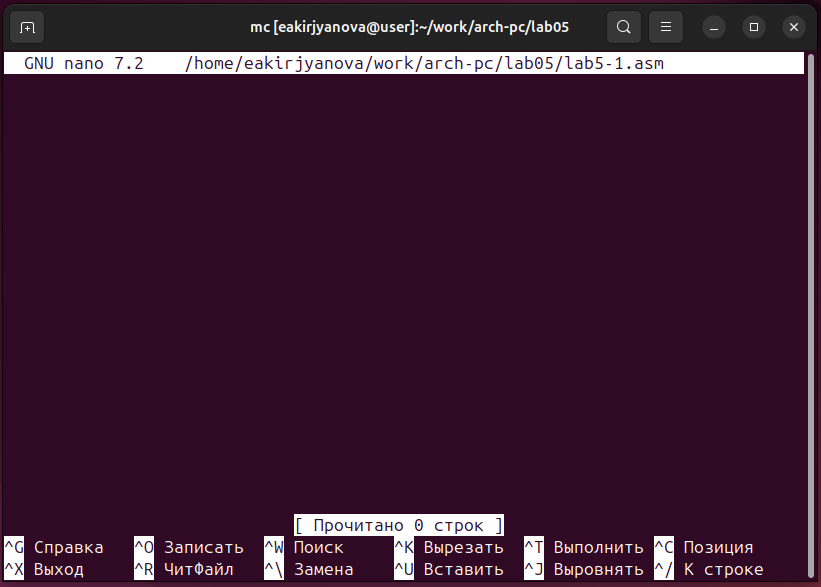 mc [eakirjyanova@user]:~/work/arch-pc/lab05
GNU nano 7.2 /home/eakirjyanova/work/arch-pc/lab05/lab5-1.asm
[ Прочитано 0 строк ]
^G Справка ^O Записать ^W Поиск ^K Вырезать ^T Выполнить ^C Позиция
^X Выход ^R ЧитФайл ^\ Замена ^U Вставить ^J Выровнять ^/ К строке